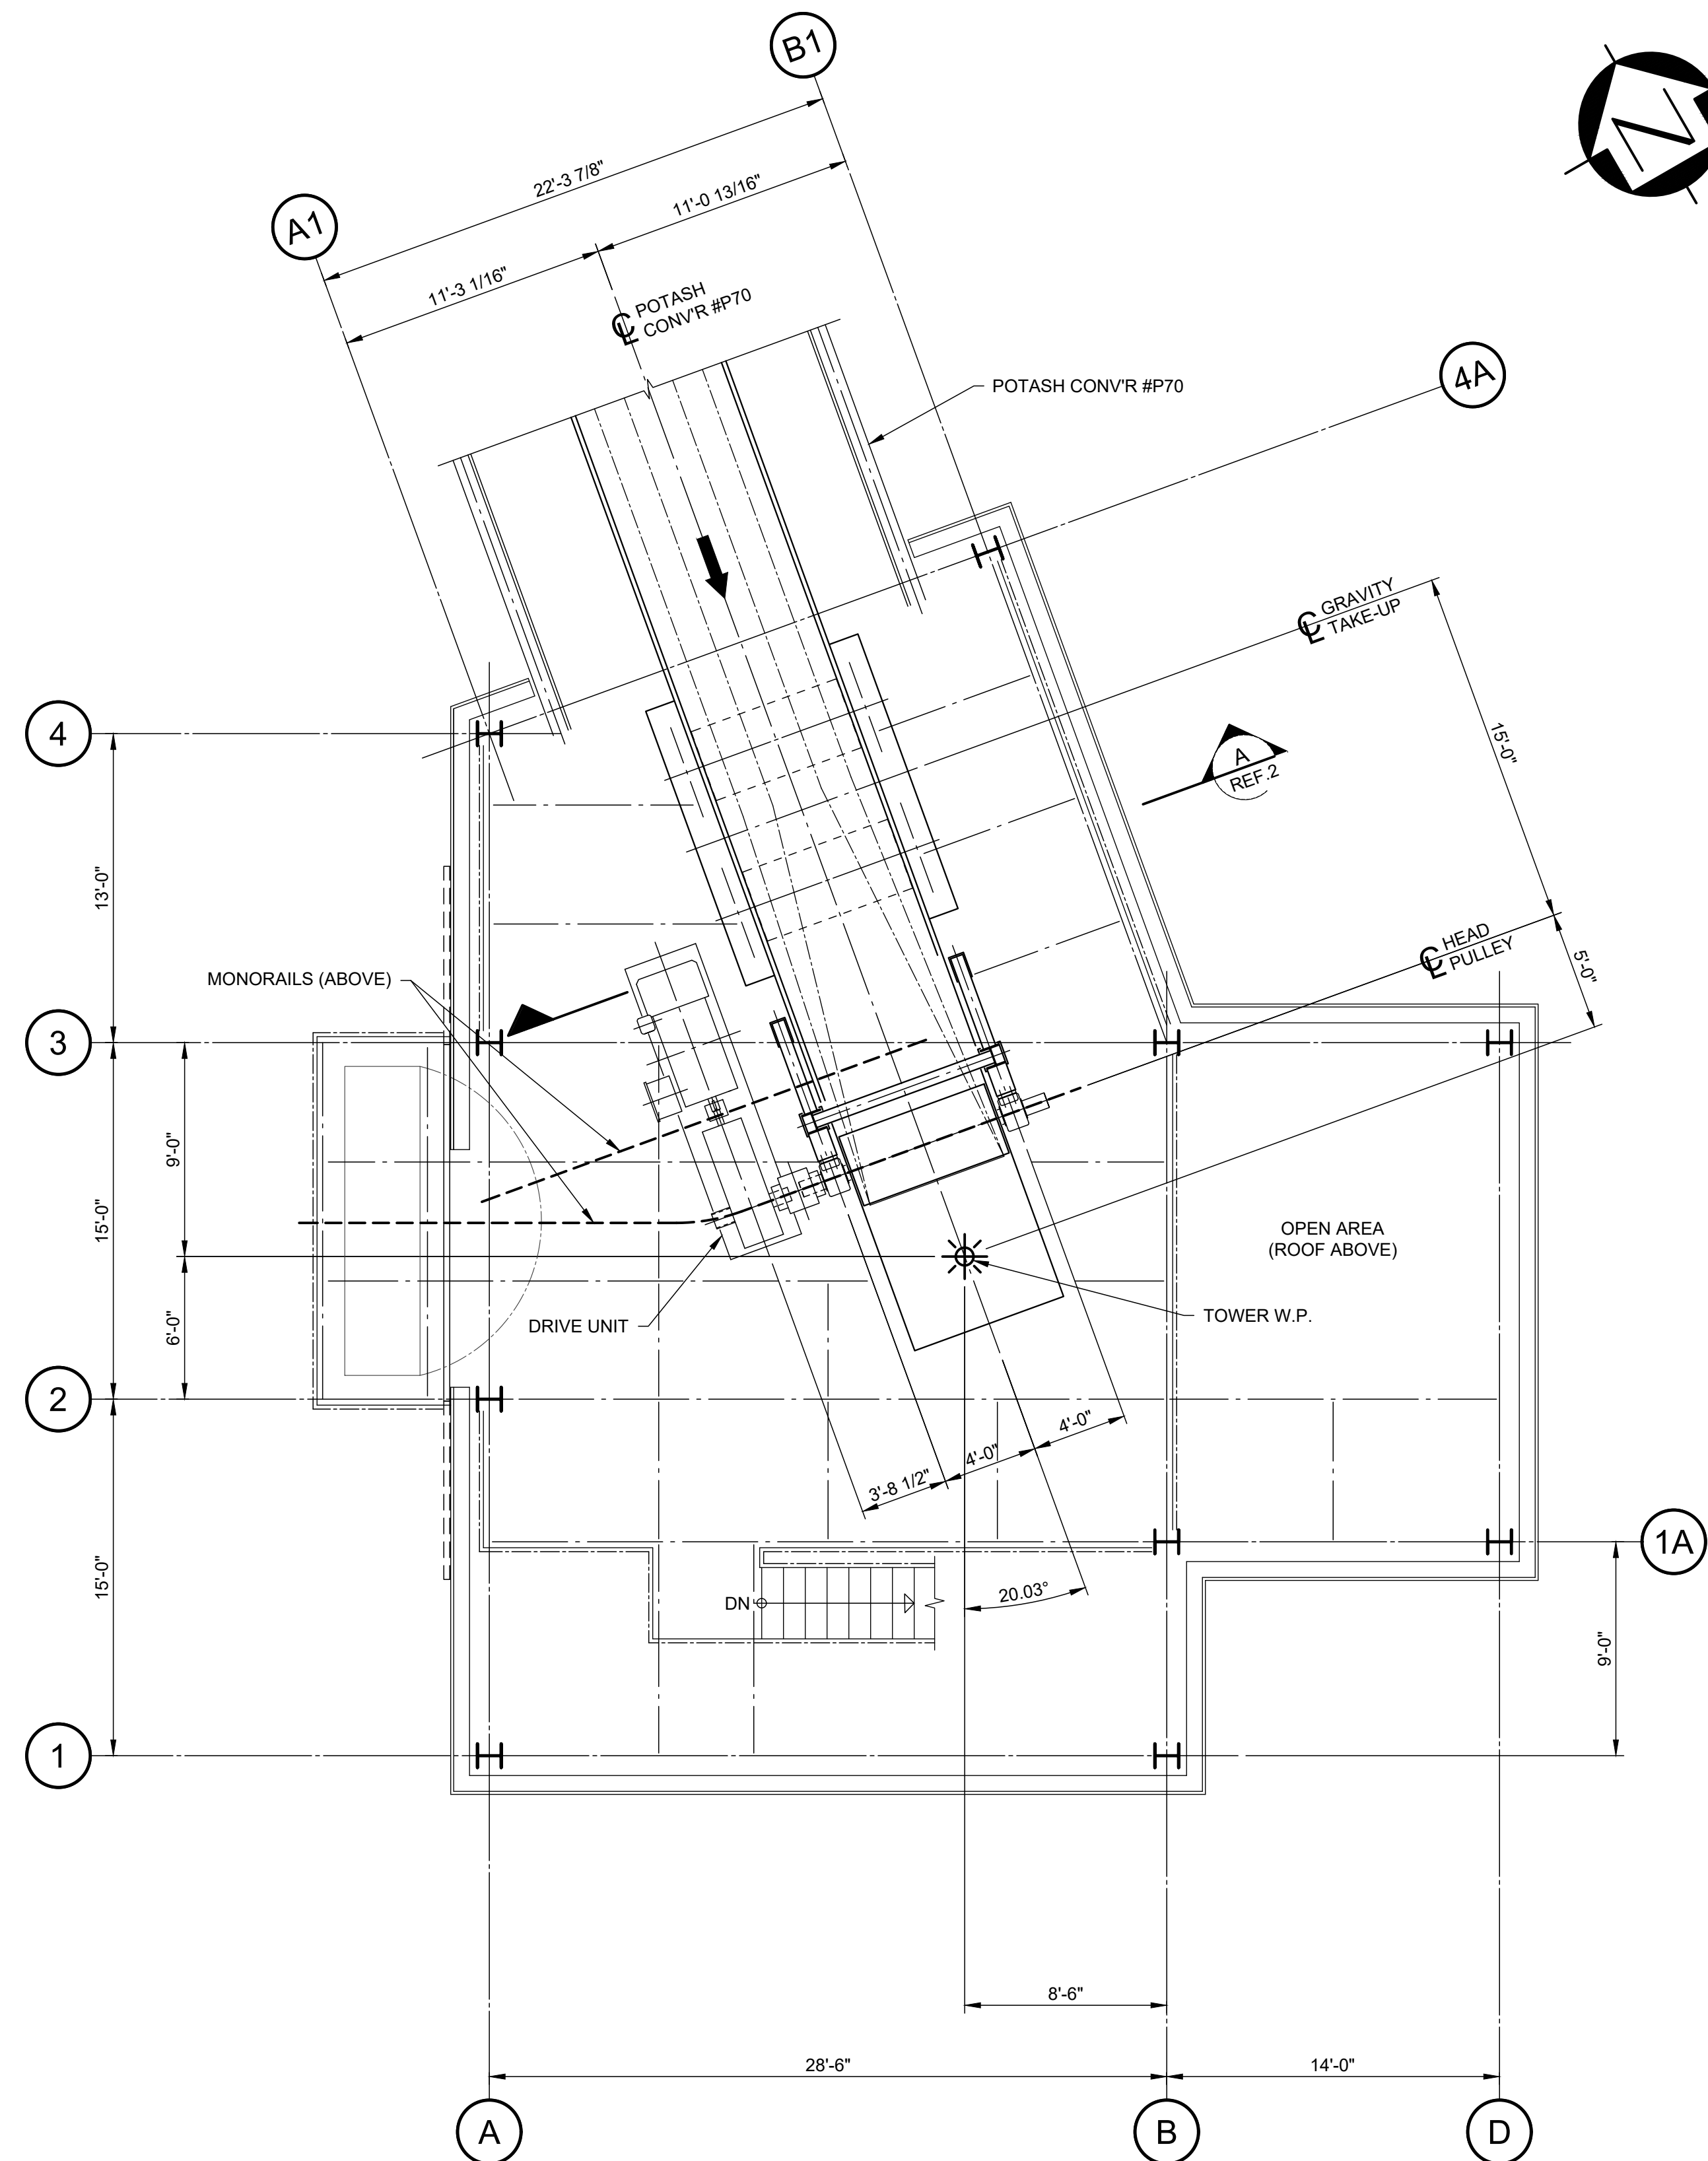 B1
N
22'-3 7/8"
11'-0 13/16"
A1
11'-3 1/16"
℄ POTASH
CONV'R #P70
POTASH CONV'R #P70
4A
℄ GRAVITY
TAKE-UP
4
15'-0"
A
REF.2
13'-0"
℄ HEAD
PULLEY
5'-0"
MONORAILS (ABOVE)
3
9'-0"
15'-0"
OPEN AREA
(ROOF ABOVE)
6'-0"
DRIVE UNIT
TOWER W.P.
2
4'-0"
4'-0"
3'-8 1/2"
1A
15'-0"
20.03°
DN
9'-0"
1
8'-6"
28'-6"
14'-0"
A
B
D